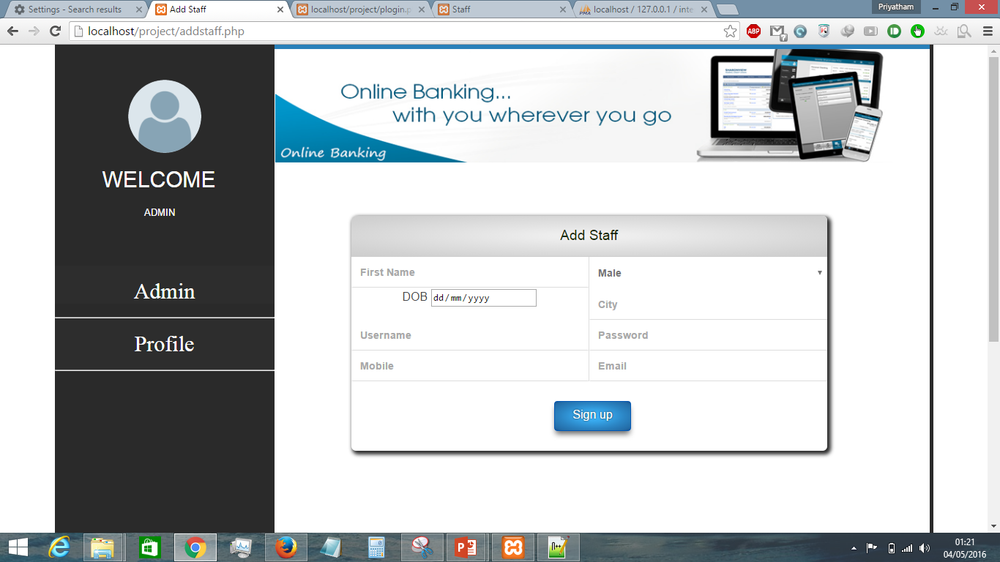 Settings - Search results
Add Staff
localhost/project/plogin.p
Staff
PMA
localhost / 127.0.0.1 / inte
Priyatham
localhost/project/addstaff.php
ABP
?
Online Banking...
with you wherever you go
Online Banking
WELCOME
ADMIN
Admin
Profile
Add Staff
First Name
Male
DOB dd/mm/yyyy
City
Username
Password
Mobile
Email
Sign up
01:21
04/05/2016